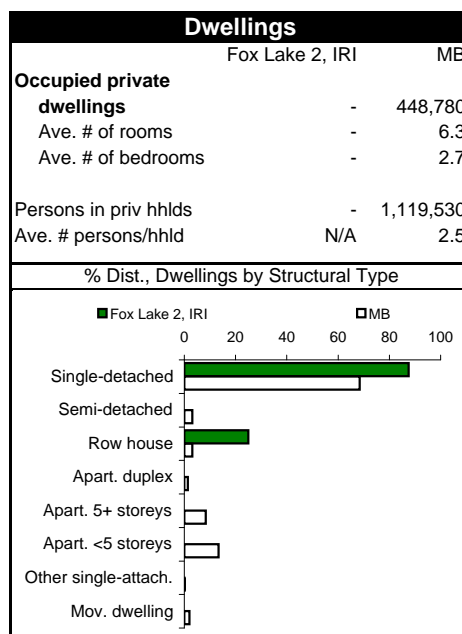 Dwellings
Fox Lake 2, IRI MB
Occupied private
dwellings - 448,780
Ave. # of rooms - 6.3
Ave. # of bedrooms - 2.7
Persons in priv hhlds - 1,119,530
Ave. # persons/hhld N/A 2.5
% Dist., Dwellings by Structural Type
Fox Lake 2, IRI MB
0 20 40 60 80 100
Single-detached
Semi-detached
Row house
Apart. duplex
Apart. 5+ storeys
Apart. <5 storeys
Other single-attach.
Mov. dwelling